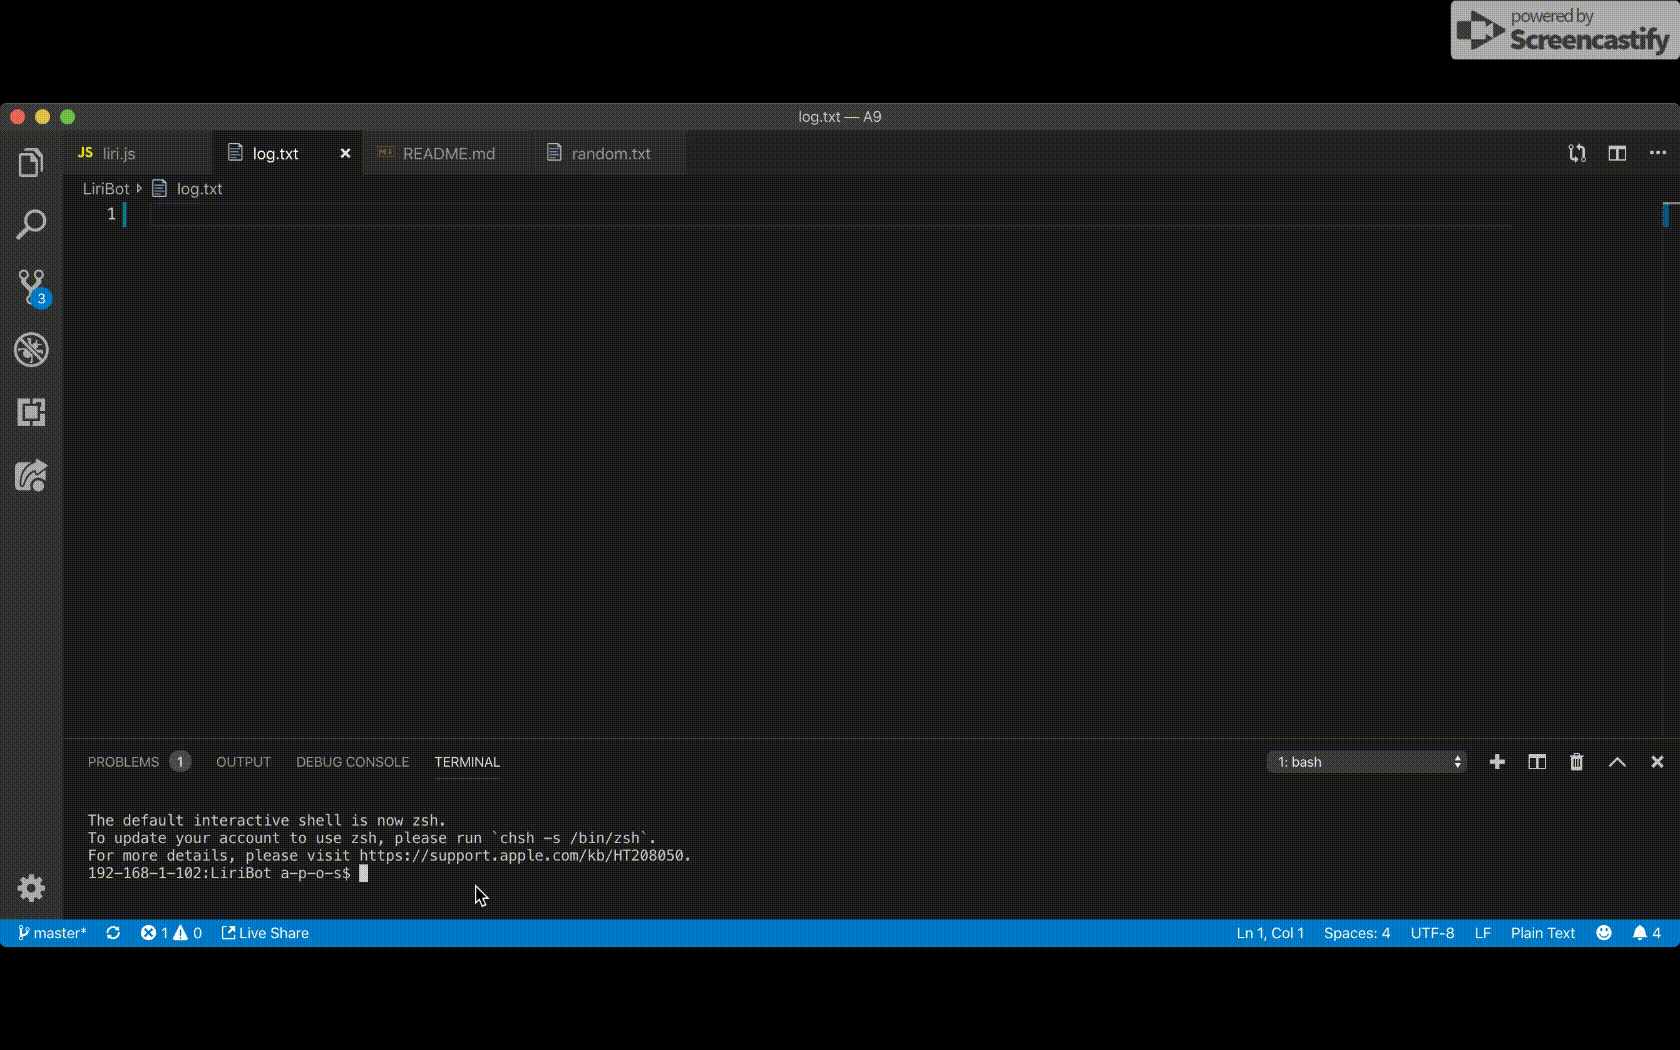 powered by
Screencastify
log.txt — A9
JS liri.js log.txt README.md random.txt
LiriBot log.txt
1
3
PROBLEMS 1 OUTPUT DEBUG CONSOLE TERMINAL 1: bash
The default interactive shell is now zsh.
To update your account to use zsh, please run `chsh -s /bin/zsh`.
For more details, please visit https://support.apple.com/kb/HT208050.
192-168-1-102:LiriBot a-p-o-s$
master* 1 0 Live Share Ln 1, Col 1 Spaces: 4 UTF-8 LF Plain Text 4